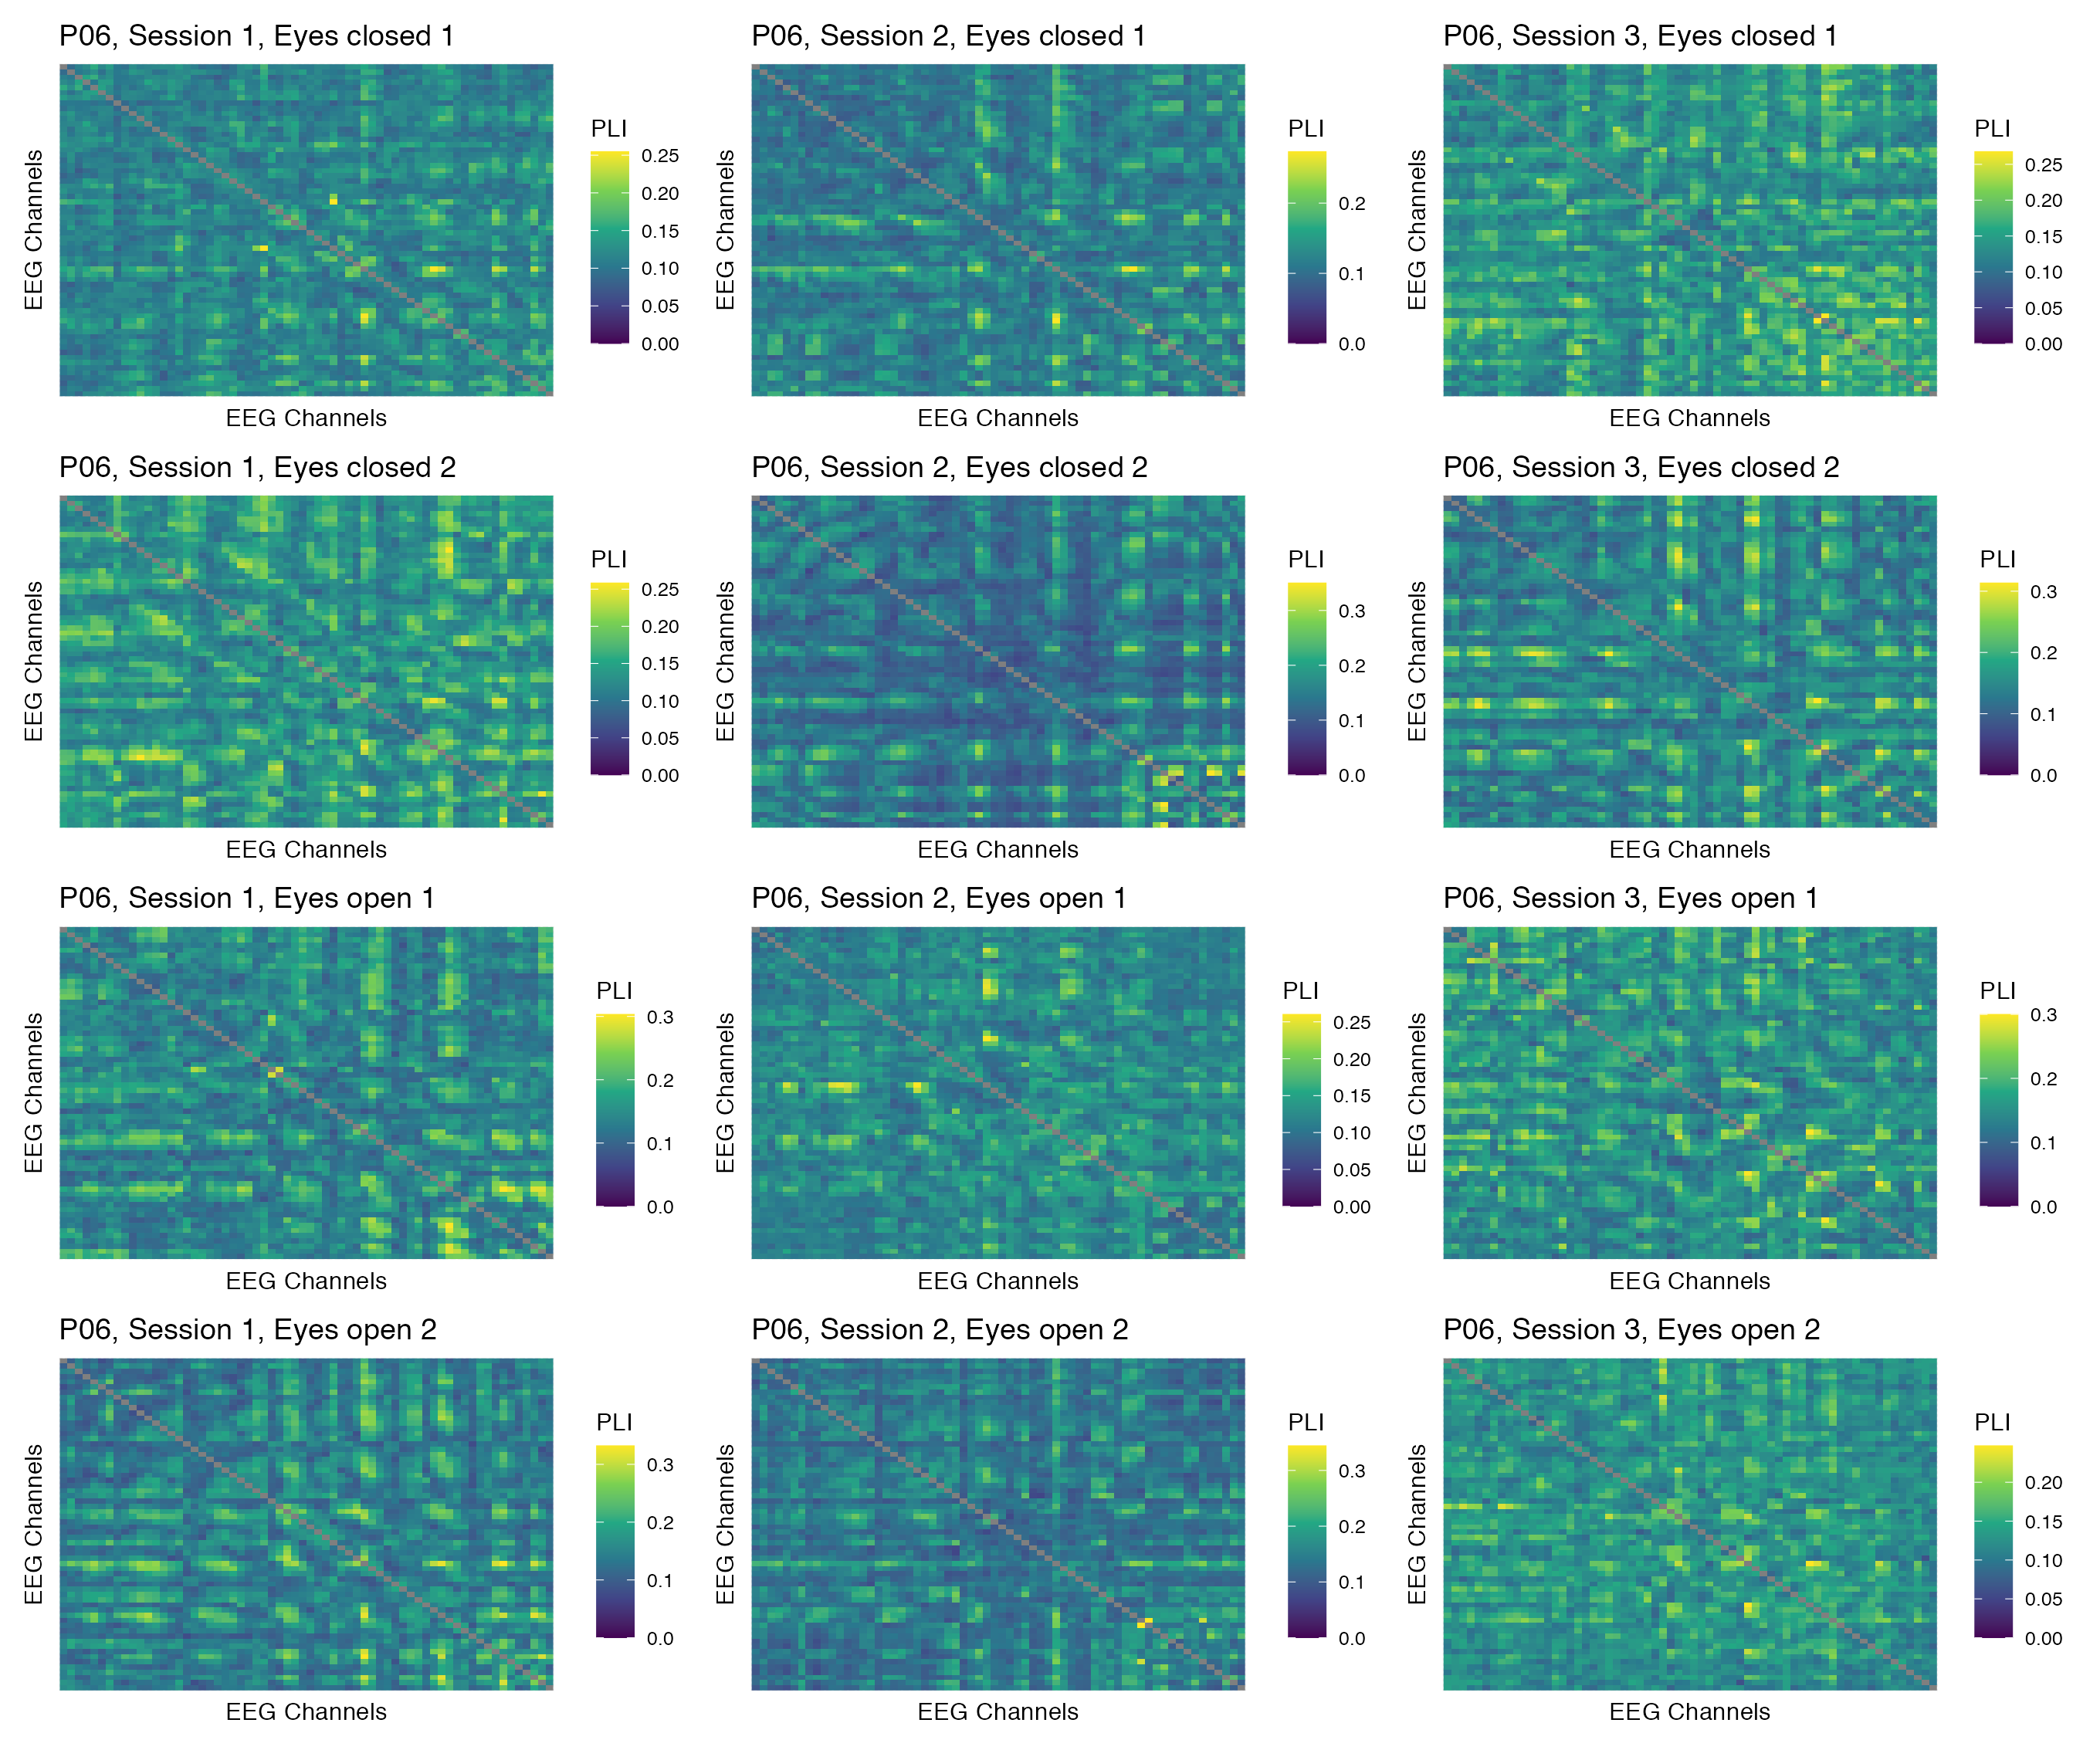 P06, Session 1, Eyes closed 1
P06, Session 2, Eyes closed 1
P06, Session 3, Eyes closed 1
EEG Channels
PLI
0.25
0.20
0.15
0.10
0.05
0.00
EEG Channels
EEG Channels
PLI
0.2
0.1
0.0
EEG Channels
EEG Channels
PLI
0.25
0.20
0.15
0.10
0.05
0.00
EEG Channels
P06, Session 1, Eyes closed 2
P06, Session 2, Eyes closed 2
P06, Session 3, Eyes closed 2
EEG Channels
PLI
0.25
0.20
0.15
0.10
0.05
0.00
EEG Channels
EEG Channels
PLI
0.3
0.2
0.1
0.0
EEG Channels
EEG Channels
PLI
0.3
0.2
0.1
0.0
EEG Channels
P06, Session 1, Eyes open 1
P06, Session 2, Eyes open 1
P06, Session 3, Eyes open 1
EEG Channels
PLI
0.3
0.2
0.1
0.0
EEG Channels
EEG Channels
PLI
0.25
0.20
0.15
0.10
0.05
0.00
EEG Channels
EEG Channels
PLI
0.3
0.2
0.1
0.0
EEG Channels
P06, Session 1, Eyes open 2
P06, Session 2, Eyes open 2
P06, Session 3, Eyes open 2
EEG Channels
PLI
0.3
0.2
0.1
0.0
EEG Channels
EEG Channels
PLI
0.3
0.2
0.1
0.0
EEG Channels
EEG Channels
PLI
0.20
0.15
0.10
0.05
0.00
EEG Channels